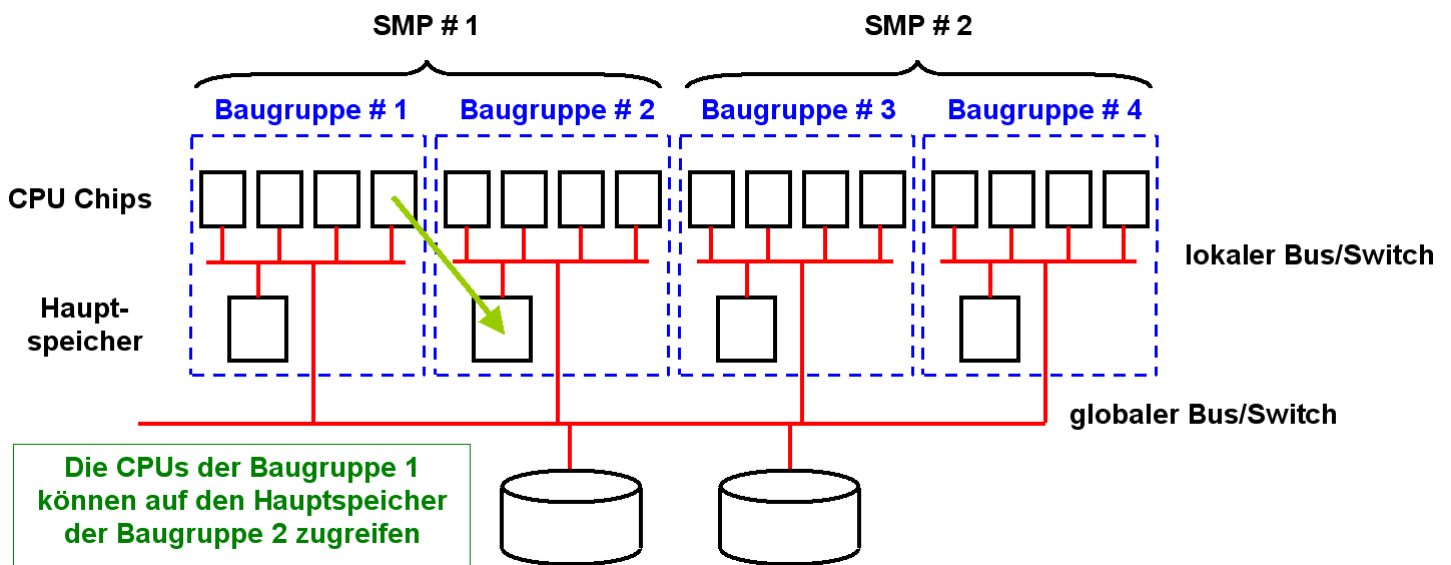 SMP # 1
SMP # 2
Baugruppe # 1
Baugruppe # 2
Baugruppe # 3
Baugruppe # 4
CPU Chips
lokaler Bus/Switch
Haupt-
speicher
globaler Bus/Switch
Die CPUs der Baugruppe 1
können auf den Hauptspeicher
der Baugruppe 2 zugreifen